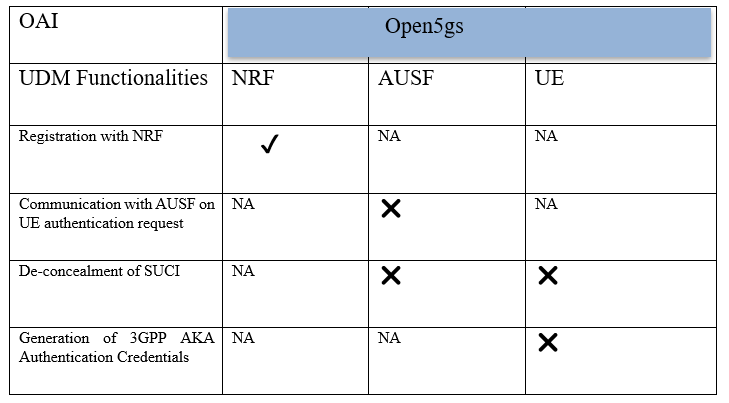 OAI
Open5gs
UDM Functionalities
NRF
AUSF
UE
Registration with NRF
✓
NA
NA
Communication with AUSF on
UE authentication request
NA
✕
NA
De-concealment of SUCI
NA
✕
✕
Generation of 3GPP AKA
Authentication Credentials
NA
NA
✕